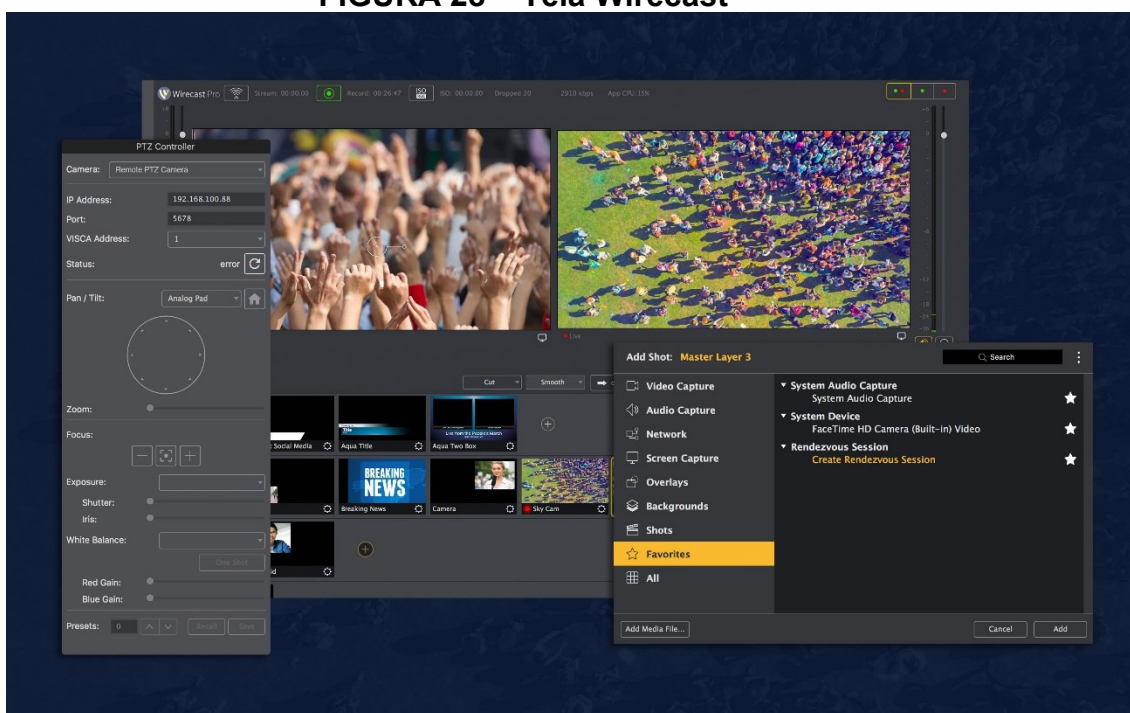 FIGURA 26 – Tela Wirecast
Wirecast Pro Stream: 00:00:00 Record: 00:26:47 ISO ISO: 00:00:00 Dropped 20 2910 kbps App CPU: 15%
PTZ Controller
Camera: Remote PTZ Camera
IP Address: 192.168.100.88
Port: 5678
VISCA Address: 1
Status: error
Pan / Tilt: Analog Pad
Zoom:
Focus:
Exposure:
Shutter:
Iris:
White Balance:
One Shot
Red Gain:
Blue Gain:
Presets: 0 Recall Save
Live
Cut Smooth
Social Media Aqua Title Aqua Two Box
BREAKING
NEWS
Breaking News Camera Sky Cam
Add Shot: Master Layer 3 Search
Video Capture
Audio Capture
Network
Screen Capture
Overlays
Backgrounds
Shots
Favorites
All
System Audio Capture
System Audio Capture
System Device
FaceTime HD Camera (Built-in) Video
Rendezvous Session
Create Rendezvous Session
Add Media File... Cancel Add